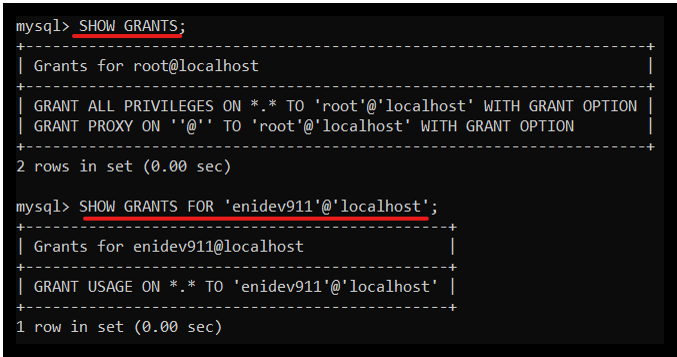 mysql> SHOW GRANTS;
+---------------------------------------------------------------------+
| Grants for root@localhost                                           |
+---------------------------------------------------------------------+
| GRANT ALL PRIVILEGES ON *.* TO 'root'@'localhost' WITH GRANT OPTION |
| GRANT PROXY ON ''@'' TO 'root'@'localhost' WITH GRANT OPTION        |
+---------------------------------------------------------------------+
2 rows in set (0.00 sec)
mysql> SHOW GRANTS FOR 'enidev911'@'localhost';
+-----------------------------------------------+
| Grants for enidev911@localhost                |
+-----------------------------------------------+
| GRANT USAGE ON *.* TO 'enidev911'@'localhost' |
+-----------------------------------------------+
1 row in set (0.00 sec)